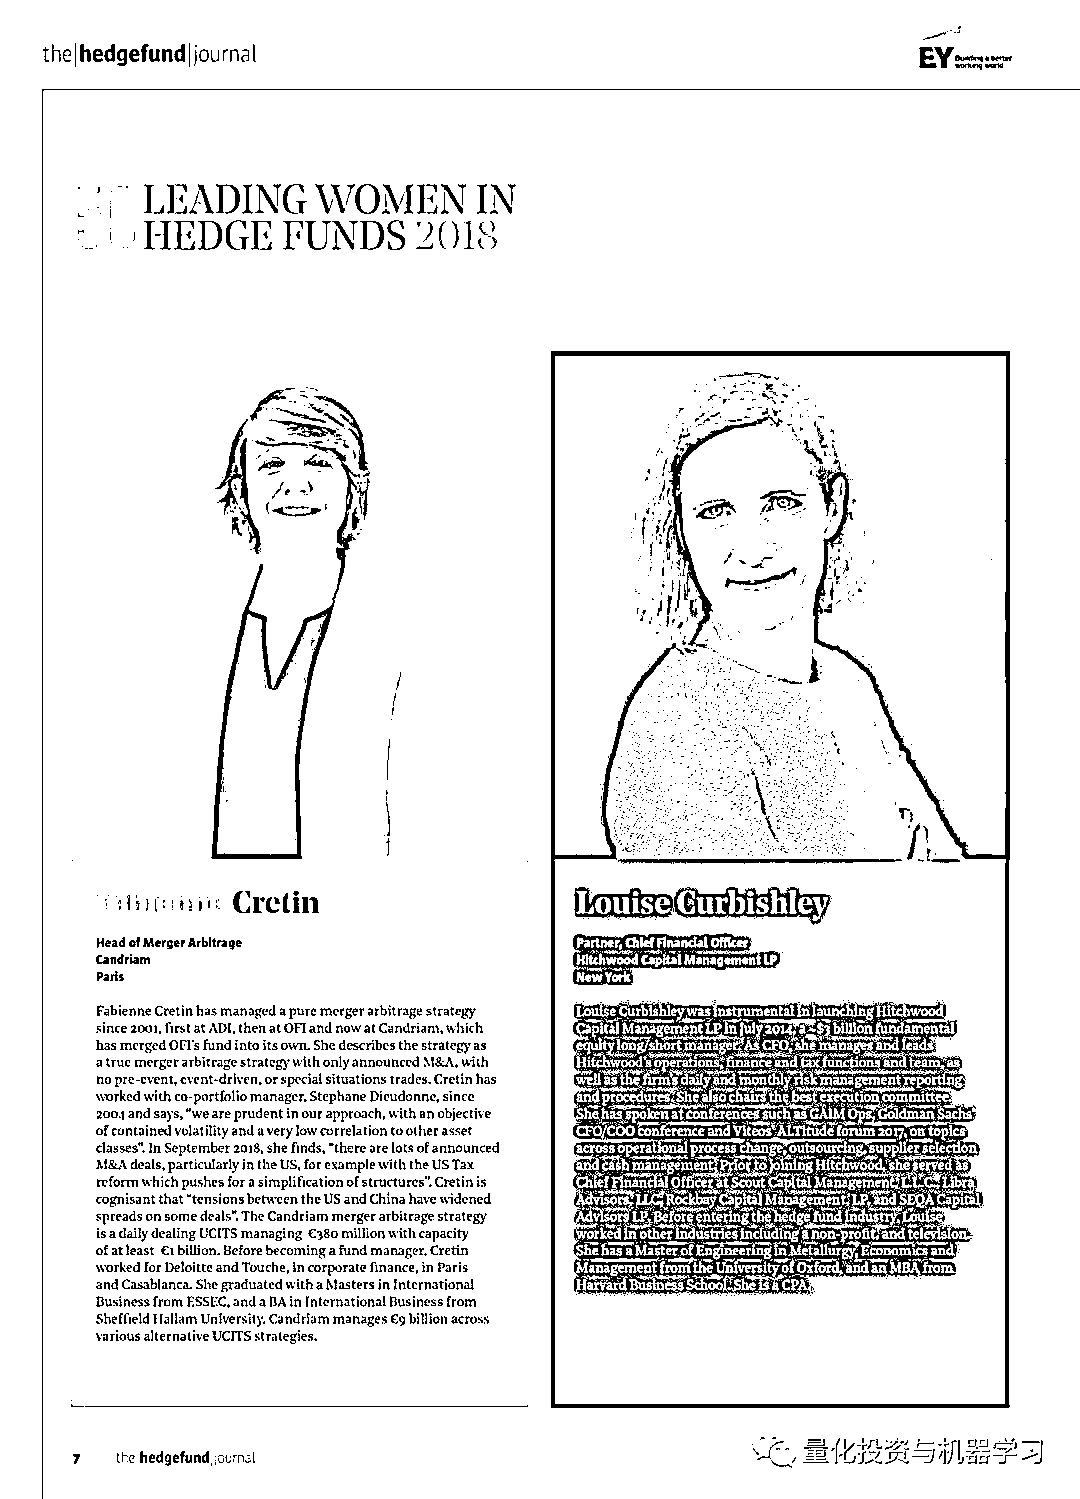 the|hedgefund|journal
EY Building a better
working world
50 LEADING WOMEN IN
HEDGE FUNDS 2018
Fabienne Cretin
Head of Merger Arbitrage
Candriam
Paris
Fabienne Cretin has managed a pure merger arbitrage strategy
since 2001, first at ADI, then at OFI and now at Candriam, which
has merged OFI's fund into its own. She describes the strategy as
a true merger arbitrage strategy with only announced M&A, with
no pre-event, event-driven, or special situations trades. Cretin has
worked with co-portfolio manager, Stephane Dieudonne, since
2004 and says, "we are prudent in our approach, with an objective
of contained volatility and a very low correlation to other asset
classes". In September 2018, she finds, "there are lots of announced
M&A deals, particularly in the US, for example with the US Tax
reform which pushes for a simplification of structures". Cretin is
cognisant that "tensions between the US and China have widened
spreads on some deals". The Candriam merger arbitrage strategy
is a daily dealing UCITS managing €380 million with capacity
of at least €1 billion. Before becoming a fund manager, Cretin
worked for Deloitte and Touche, in corporate finance, in Paris
and Casablanca. She graduated with a Masters in International
Business from ESSEC, and a BA in International Business from
Sheffield Hallam University. Candriam manages €9 billion across
various alternative UCITS strategies.
Louise Curbishley
Partner, Chief Financial Officer
Hitchwood Capital Management LP
New York
Louise Curbishley was instrumental in launching Hitchwood
Capital Management LP in July 2014, billion fundamental
equity long/short manager. As CFO, she manages and leads
Hitchwood's operations, finance and tax functions and team, as
well as the firm's daily and monthly risk management reporting
and procedures. She also chairs the best execution committee.
She has spoken at conferences such as GAIM Ops, Goldman Sachs'
CFO/COO conference and Viteos' ALTitude forum 2017, on topics
across operational process change, outsourcing, supplier selection
and cash management. Prior to joining Hitchwood, she served as
Chief Financial Officer at Scout Capital Management, L.L.C., Libra
Advisors, LLC, Rockbay Capital Management, LP, and SDQA Capital
Advisors LP. Before entering the hedge fund industry, Louise
worked in other industries including a non-profit, and television.
She has a Master of Engineering in Metallurgy, Economics and
Management from the University of Oxford, and an MBA from
Harvard Business School. She is a CPA.
7 the hedgefund journal
量化投资与机器学习